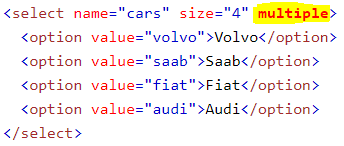 <select name="cars" size="4" multiple>
  <option value="volvo">Volvo</option>
  <option value="saab">Saab</option>
  <option value="fiat">Fiat</option>
  <option value="audi">Audi</option>
</select>